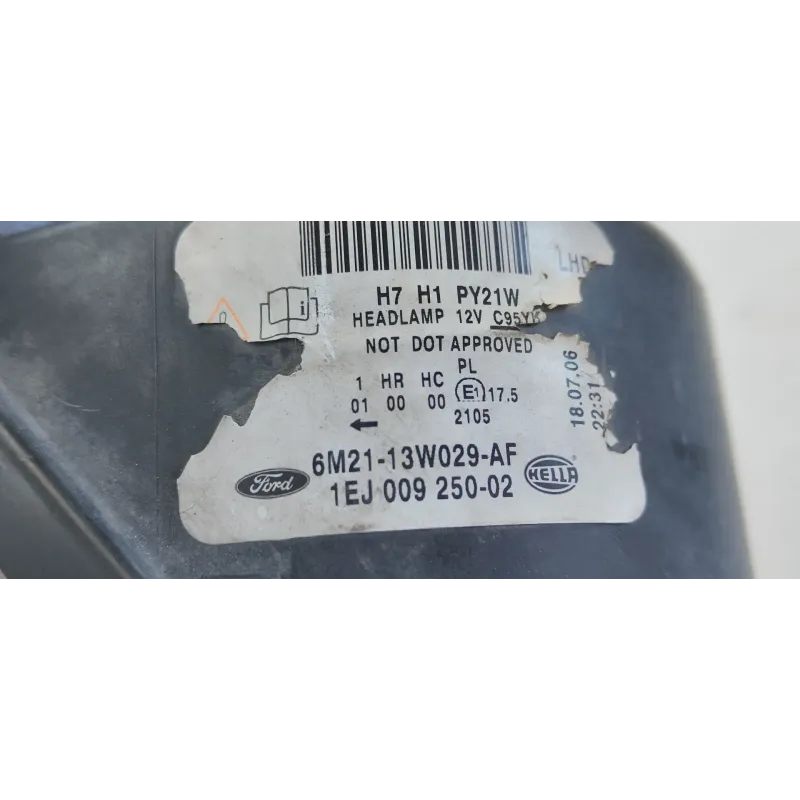 LHD
H7 H1 PY21W
HEADLAMP 12V C95YK
NOT DOT APPROVED
PL
1 HR HC E1 17.5
01 00 00
2105
18.07.06
22:31
6M21-13W029-AF
Ford
1EJ 009 250-02
HELLA
i